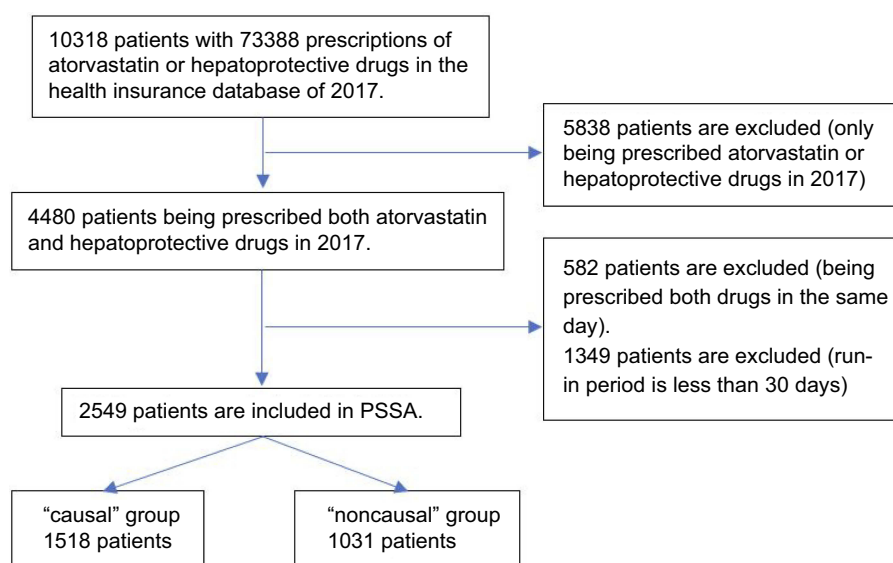 10318 patients with 73388 prescriptions of
atorvastatin or hepatoprotective drugs in the
health insurance database of 2017.
5838 patients are excluded (only
being prescribed atorvastatin or
hepatoprotective drugs in 2017)
4480 patients being prescribed both atorvastatin
and hepatoprotective drugs in 2017.
582 patients are excluded (being
prescribed both drugs in the same
day).
1349 patients are excluded (run-
in period is less than 30 days)
2549 patients are included in PSSA.
“causal” group
1518 patients
“noncausal” group
1031 patients